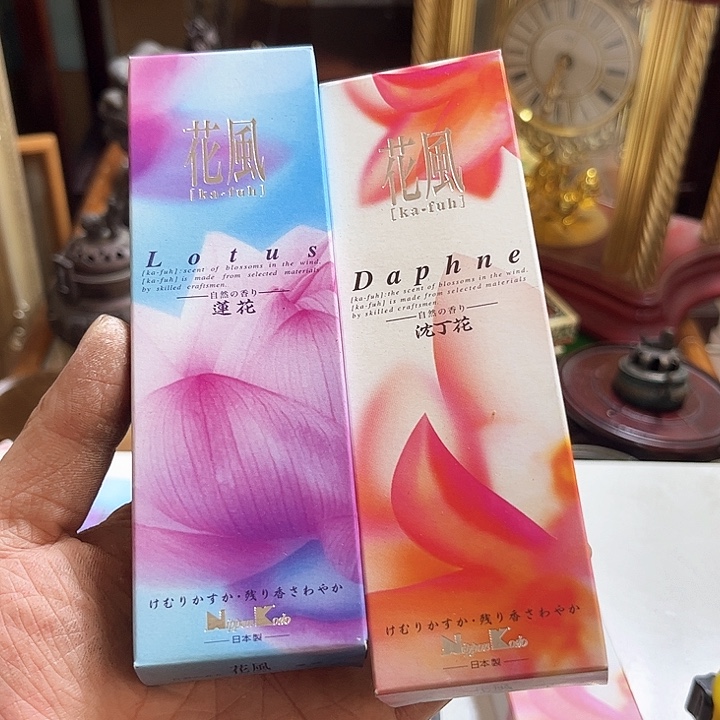 花風
[ka-fuh]
Lotus
[ka-fuh]:scent of blossoms in the wind.
[ka-fuh] is made from selected materials
by skilled craftsmen.
自然の香り
蓮花
けむりかすか・残り香さわやか
Nippon Kodo
日本製
花風
花風
[ka-fuh]
Daphne
[ka-fuh]:the scent of blossoms in the wind.
[ka-fuh] is made from selected materials
by skilled craftsmen.
自然の香り
沈丁花
けむりかすか・残り香さわやか
Nippon Kodo
日本製